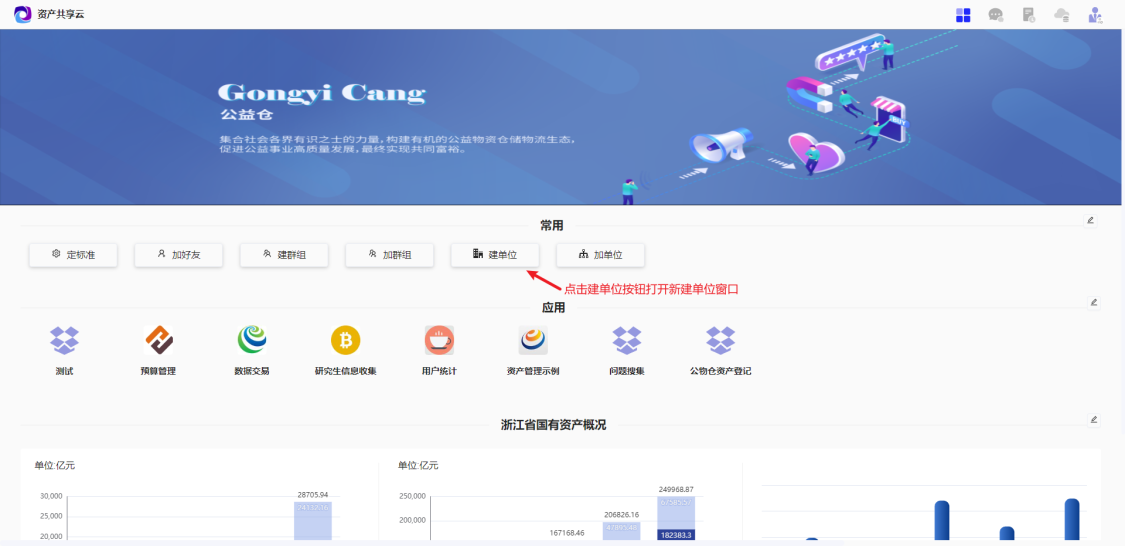 资产共享云
Gongyi Cang
公益仓
集合社会各界有识之士的力量,构建有机的公益物资仓储物流生态,
促进公益事业高质量发展,最终实现共同富裕。
BUY
常用
定标准 加好友 建群组 加群组 建单位 加单位
点击建单位按钮打开新建单位窗口
应用
测试 预算管理 数据交易 研究生信息收集 用户统计 资产管理示例 问题搜集 公物仓资产登记
浙江省国有资产概况
单位:亿元 单位:亿元
30,000 28705.94
25,000
20,000
250,000 249968.87
200,000 206826.16
167168.46
182383.3